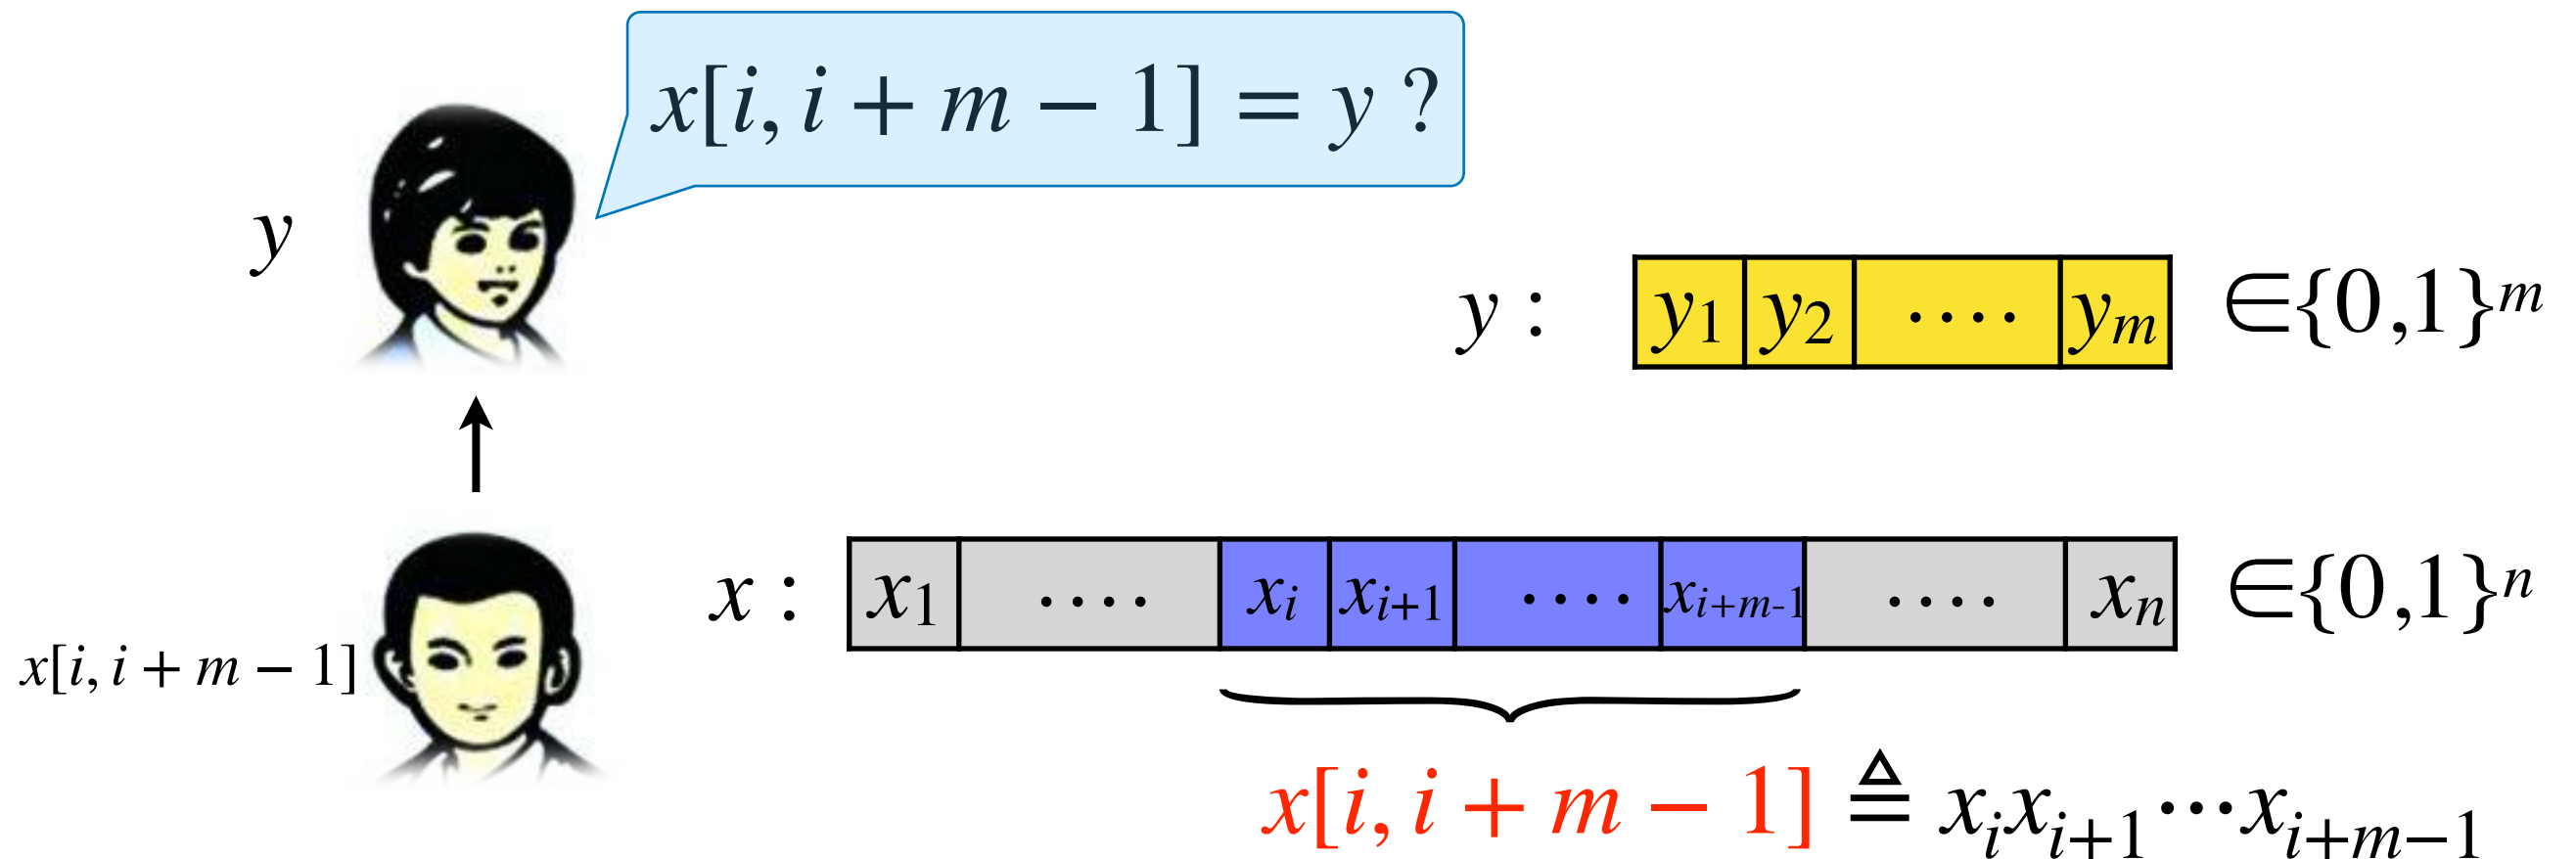 x[i, i + m − 1] = y ?
y
y : y₁ y₂ ···· yₘ ∈{0,1}ᵐ
x : x₁ ···· xᵢ xᵢ₊₁ ···· xᵢ₊ₘ₋₁ ···· xₙ ∈{0,1}ⁿ
x[i, i + m − 1]
x[i, i + m − 1] ≜ xᵢxᵢ₊₁···xᵢ₊ₘ₋₁